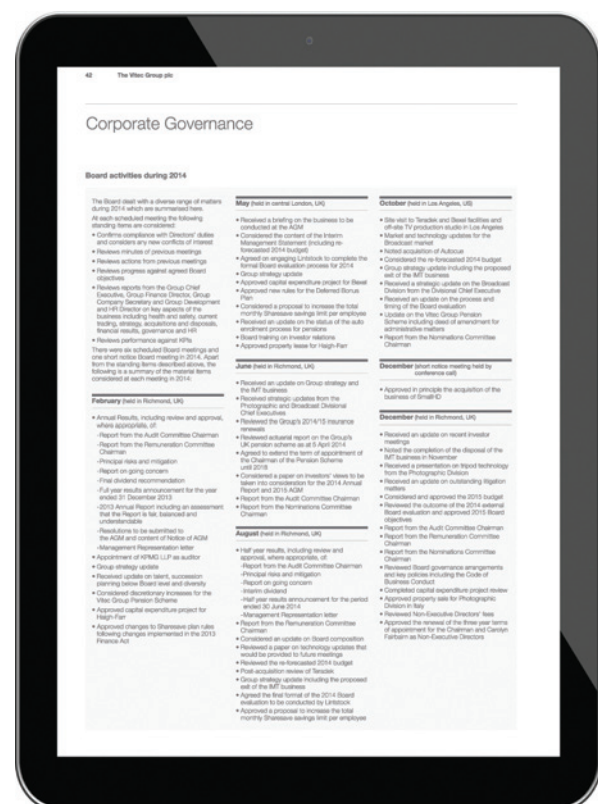 42 The Vitec Group plc
Corporate Governance
Board activities during 2014
The Board dealt with a diverse range of matters
during 2014 which are summarised here.
At each scheduled meeting the following
standing items are considered:
• Confirms compliance with Directors' duties
and considers any new conflicts of interest
• Reviews minutes of previous meetings
• Reviews actions from previous meetings
• Reviews progress against agreed Board
objectives
• Reviews reports from the Group Chief
Executive, Group Finance Director, Group
Company Secretary and Group Development
and HR Director on key aspects of the
business including health and safety, current
trading, strategy, acquisitions and disposals,
financial results, governance and HR
• Reviews performance against KPIs
There were six scheduled Board meetings and
one short notice Board meeting in 2014. Apart
from the standing items described above, the
following is a summary of the material items
considered at each meeting in 2014:
February (held in Richmond, UK)
• Annual Results, including review and approval,
where appropriate, of:
-Report from the Audit Committee Chairman
-Report from the Remuneration Committee
Chairman
-Principal risks and mitigation
-Report on going concern
-Final dividend recommendation
-Full year results announcement for the year
ended 31 December 2013
-2013 Annual Report including an assessment
that the Report is fair, balanced and
understandable
-Resolutions to be submitted to
the AGM and content of Notice of AGM
-Management Representation letter
• Appointment of KPMG LLP as auditor
• Group strategy update
• Received update on talent, succession
planning below Board level and diversity
• Considered discretionary increases for the
Vitec Group Pension Scheme
• Approved capital expenditure project for
Haigh-Farr
• Approved changes to Sharesave plan rules
following changes implemented in the 2013
Finance Act
May (held in central London, UK)
• Received a briefing on the business to be
conducted at the AGM
• Considered the content of the Interim
Management Statement (including re-
forecasted 2014 budget)
• Agreed on engaging Lintstock to complete the
formal Board evaluation process for 2014
• Group strategy update
• Approved capital expenditure project for Bexel
• Approved new rules for the Deferred Bonus
Plan
• Considered a proposal to increase the total
monthly Sharesave savings limit per employee
• Received an update on the status of the auto
enrolment process for pensions
• Board training on investor relations
• Approved property lease for Haigh-Farr
June (held in Richmond, UK)
• Received an update on Group strategy and
the IMT business
• Received strategic updates from the
Photographic and Broadcast Divisional
Chief Executives
• Reviewed the Group's 2014/15 insurance
renewals
• Reviewed actuarial report on the Group's
UK pension scheme as at 5 April 2014
• Agreed to extend the term of appointment of
the Chairman of the Pension Scheme
until 2018
• Considered a paper on investors' views to be
taken into consideration for the 2014 Annual
Report and 2015 AGM
• Report from the Audit Committee Chairman
• Report from the Nominations Committee
Chairman
August (held in Richmond, UK)
• Half year results, including review and
approval, where appropriate, of:
-Report from the Audit Committee Chairman
-Principal risks and mitigation
-Report on going concern
-Interim dividend
-Half year results announcement for the period
ended 30 June 2014
-Management Representation letter
• Report from the Remuneration Committee
Chairman
• Considered an update on Board composition
• Reviewed a paper on technology updates that
would be provided to future meetings
• Reviewed the re-forecasted 2014 budget
• Post-acquisition review of Teradek
• Group strategy update including the proposed
exit of the IMT business
• Agreed the final format of the 2014 Board
evaluation to be conducted by Lintstock
• Approved a proposal to increase the total
monthly Sharesave savings limit per employee
October (held in Los Angeles, US)
• Site visit to Teradek and Bexel facilities and
off-site TV production studio in Los Angeles
• Market and technology updates for the
Broadcast market
• Noted acquisition of Autocue
• Considered the re-forecasted 2014 budget
• Group strategy update including the proposed
exit of the IMT business
• Received a strategic update on the Broadcast
Division from the Divisional Chief Executive
• Received an update on the process and
timing of the Board evaluation
• Update on the Vitec Group Pension
Scheme including deed of amendment for
administrative matters
• Report from the Nominations Committee
Chairman
December (short notice meeting held by
conference call)
• Approved in principle the acquisition of the
business of SmallHD
December (held in Richmond, UK)
• Received an update on recent investor
meetings
• Noted the completion of the disposal of the
IMT business in November
• Received a presentation on tripod technology
from the Photographic Division
• Received an update on outstanding litigation
matters
• Considered and approved the 2015 budget
• Reviewed the outcome of the 2014 external
Board evaluation and approved 2015 Board
objectives
• Report from the Audit Committee Chairman
• Report from the Remuneration Committee
Chairman
• Report from the Nominations Committee
Chairman
• Reviewed Board governance arrangements
and key policies including the Code of
Business Conduct
• Completed capital expenditure project review
• Approved property sale for Photographic
Division in Italy
• Reviewed Non-Executive Directors' fees
• Approved the renewal of the three year terms
of appointment for the Chairman and Carolyn
Fairbairn as Non-Executive Directors